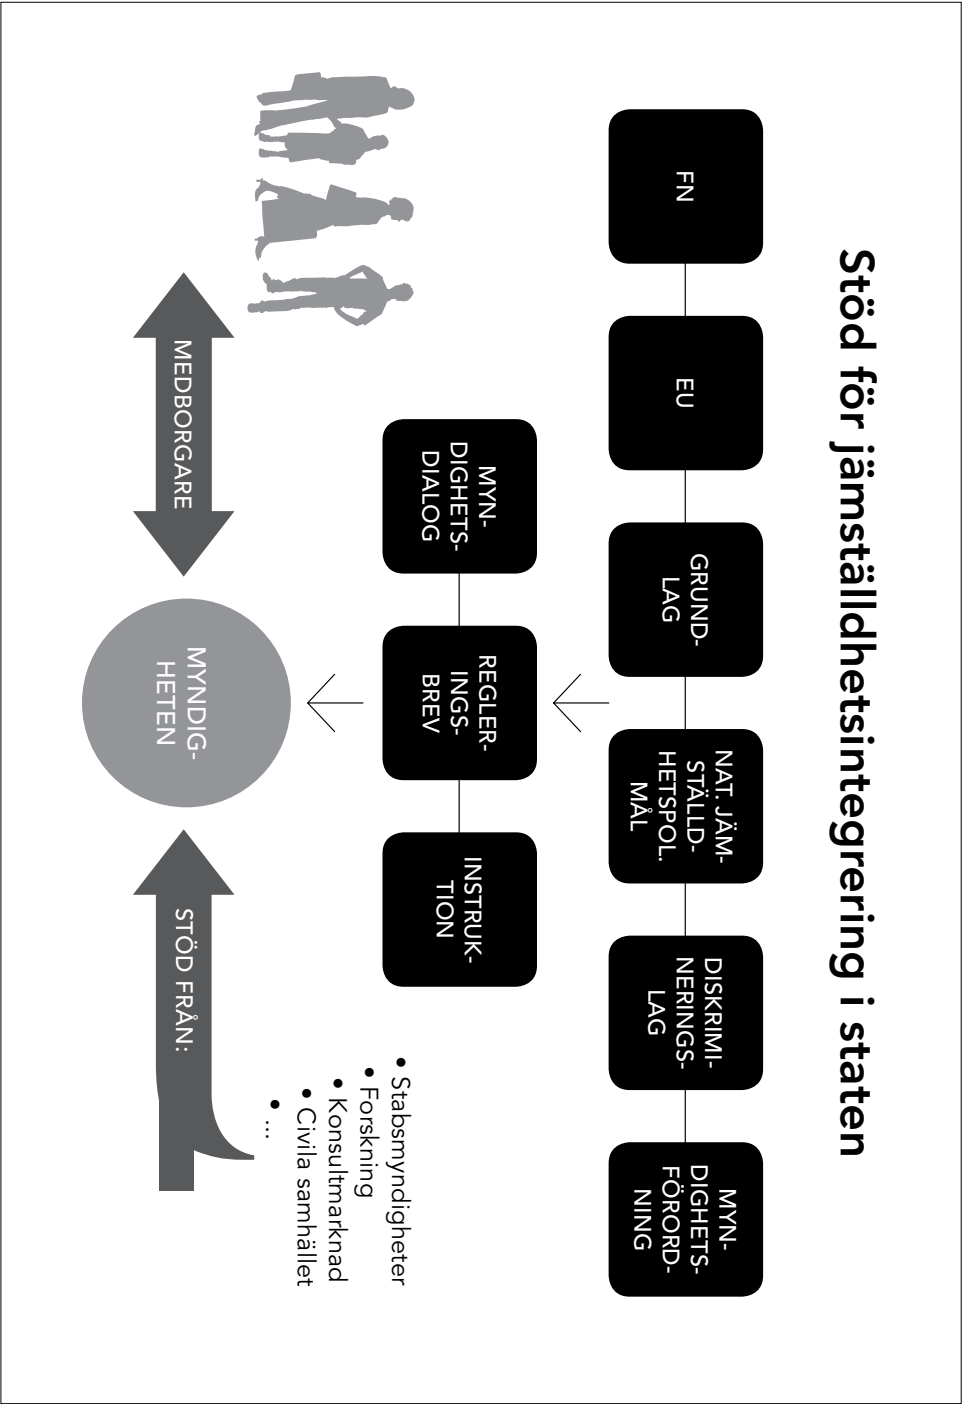 Stöd för jämställdhetsintegrering i staten
FN
EU
GRUND-
LAG
NAT. JÄM-
STÄLLD-
HETSPOL.
MÅL
DISKRIMI-
NERINGS-
LAG
MYN-
DIGHETS-
FÖRORD-
NING
MYN-
DIGHETS-
DIALOG
REGLER-
INGS-
BREV
INSTRUK-
TION
• Stabsmyndigheter
• Forskning
• Konsultmarknad
• Civila samhället
• ...
MEDBORGARE
MYNDIG-
HETEN
STÖD FRÅN: